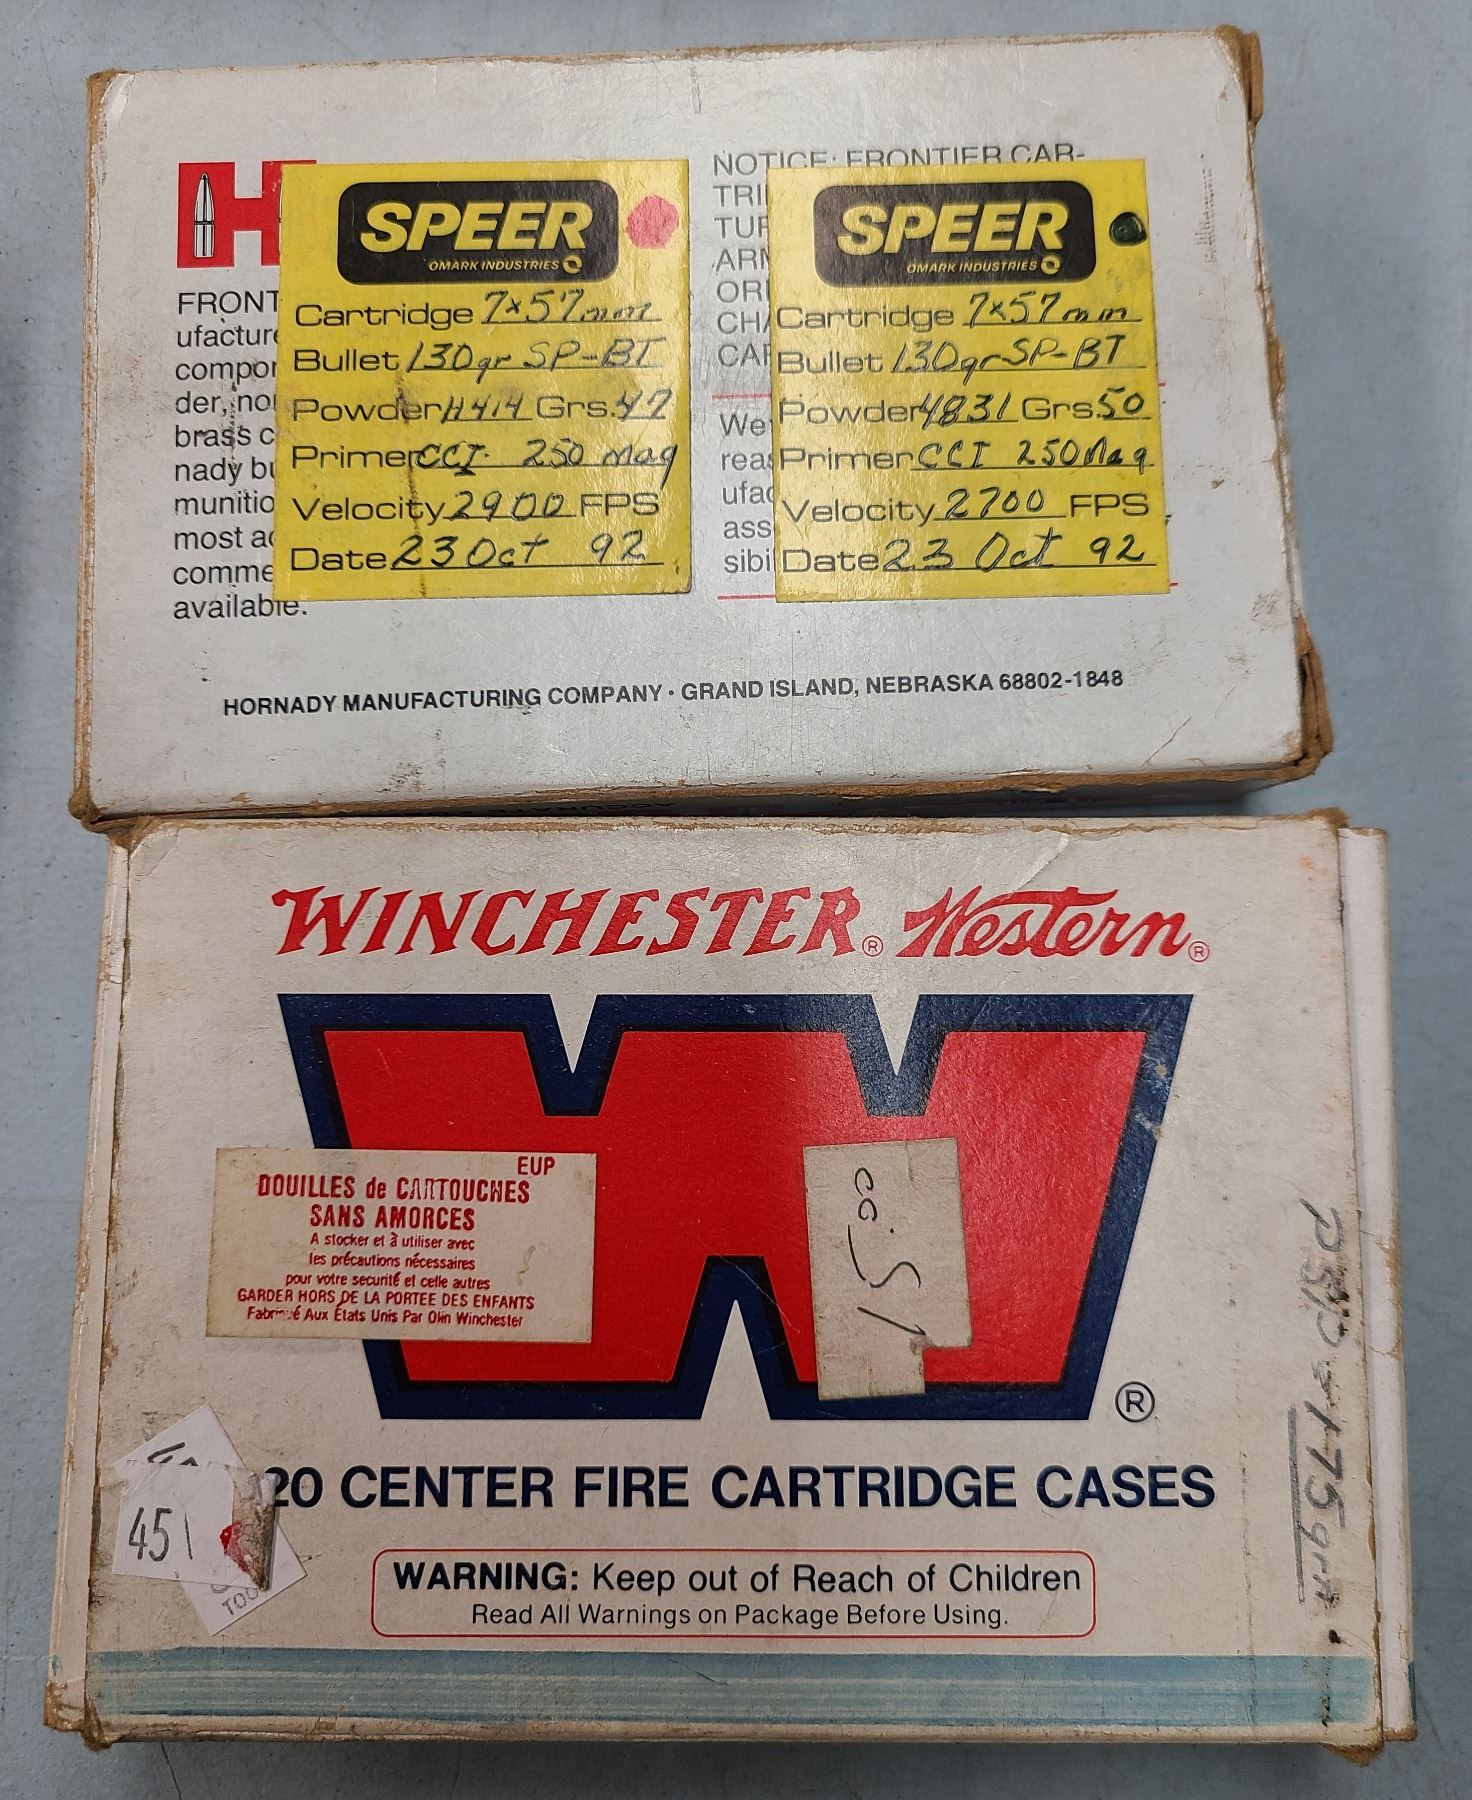 NOTICE: FRONTIER CAR-
TRI
TUR
ARM
ORI
CHA
CAR
We
reas
ufac
ass
sibi
H
FRONT
ufacture
compon
der, no
brass c
nady bu
munitio
most ac
comme
available.
SPEER
OMARK INDUSTRIES
Cartridge 7x57mm
Bullet 130gr SP-BT
Powder H414 Grs. 47
Primer CCI 250 Mag
Velocity 2900 FPS
Date 23 Oct 92
SPEER
OMARK INDUSTRIES
Cartridge 7x57mm
Bullet 130gr SP-BT
Powder 4831 Grs. 50
Primer CCI 250 Mag
Velocity 2700 FPS
Date 23 Oct 92
HORNADY MANUFACTURING COMPANY · GRAND ISLAND, NEBRASKA 68802-1848
WINCHESTER® Western®
EUP
DOUILLES de CARTOUCHES
SANS AMORCES
A stocker et à utiliser avec
les précautions nécessaires
pour votre securité et celle autres
GARDER HORS DE LA PORTEE DES ENFANTS
Fabriqué Aux États Unis Par Olin Winchester
®
PSP - 175grn.
20 CENTER FIRE CARTRIDGE CASES
451
TOO
WARNING: Keep out of Reach of Children
Read All Warnings on Package Before Using.